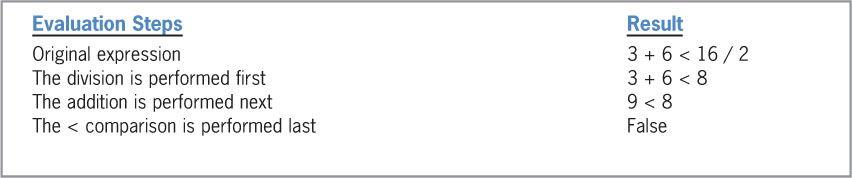 Evaluation Steps Result
Original expression 3 + 6 < 16 / 2
The division is performed first 3 + 6 < 8
The addition is performed next 9 < 8
The < comparison is performed last False